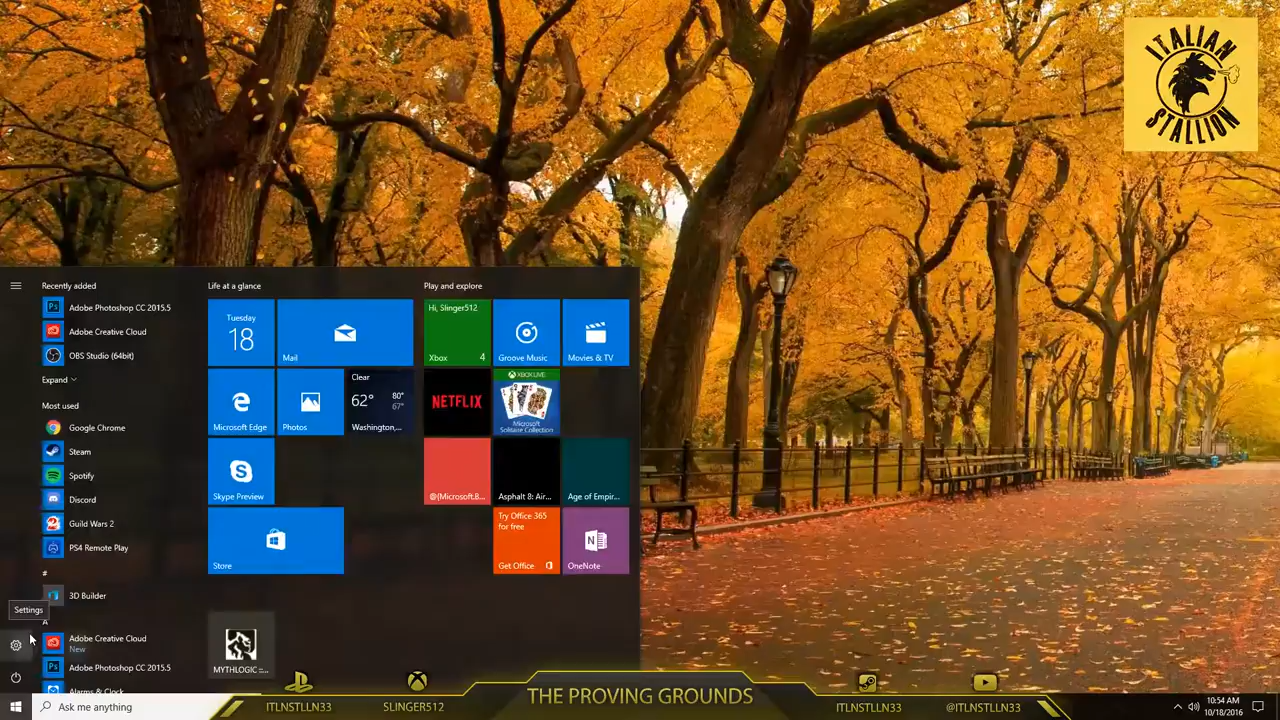 ITALIAN
STALLION
Recently added
Adobe Photoshop CC 2015.5
Adobe Creative Cloud
OBS Studio (64bit)
Expand
Most used
Google Chrome
Steam
Spotify
Discord
Guild Wars 2
PS4 Remote Play
#
3D Builder
Settings
A
Adobe Creative Cloud
New
Adobe Photoshop CC 2015.5
Alarms & Clock
Life at a glance
Tuesday
18
Mail
Microsoft Edge
Photos
Clear
62° 80°
67°
Washington,...
Skype Preview
Store
MYTHLOGIC ::...
Play and explore
Hi, Slinger512
Xbox 4
Groove Music
Movies & TV
NETFLIX
XBOX LIVE
Microsoft
Solitaire Collection
@{Microsoft.B...
Asphalt 8: Air...
Age of Empir...
Try Office 365
for free
Get Office
OneNote
Ask me anything
ITLNSTLLN33
SLINGER512
THE PROVING GROUNDS
ITLNSTLLN33
@ITLNSTLLN33
10:54 AM
10/18/2016